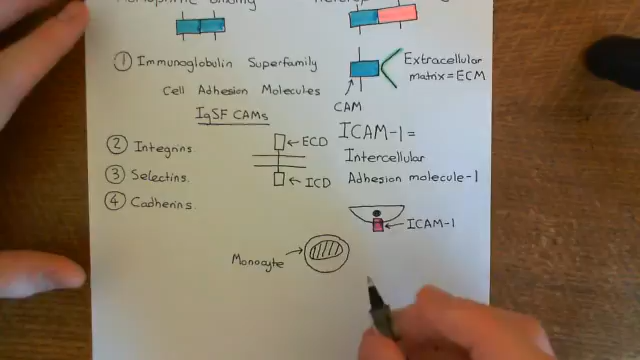 ① Immunoglobulin Superfamily
Cell Adhesion Molecules
IgSF CAMs
② Integrins
③ Selectins
④ Cadherins
ECD
ICD
Extracellular
matrix = ECM
CAM
ICAM-1 =
Intercellular
Adhesion molecule-1
ICAM-1
Monocyte